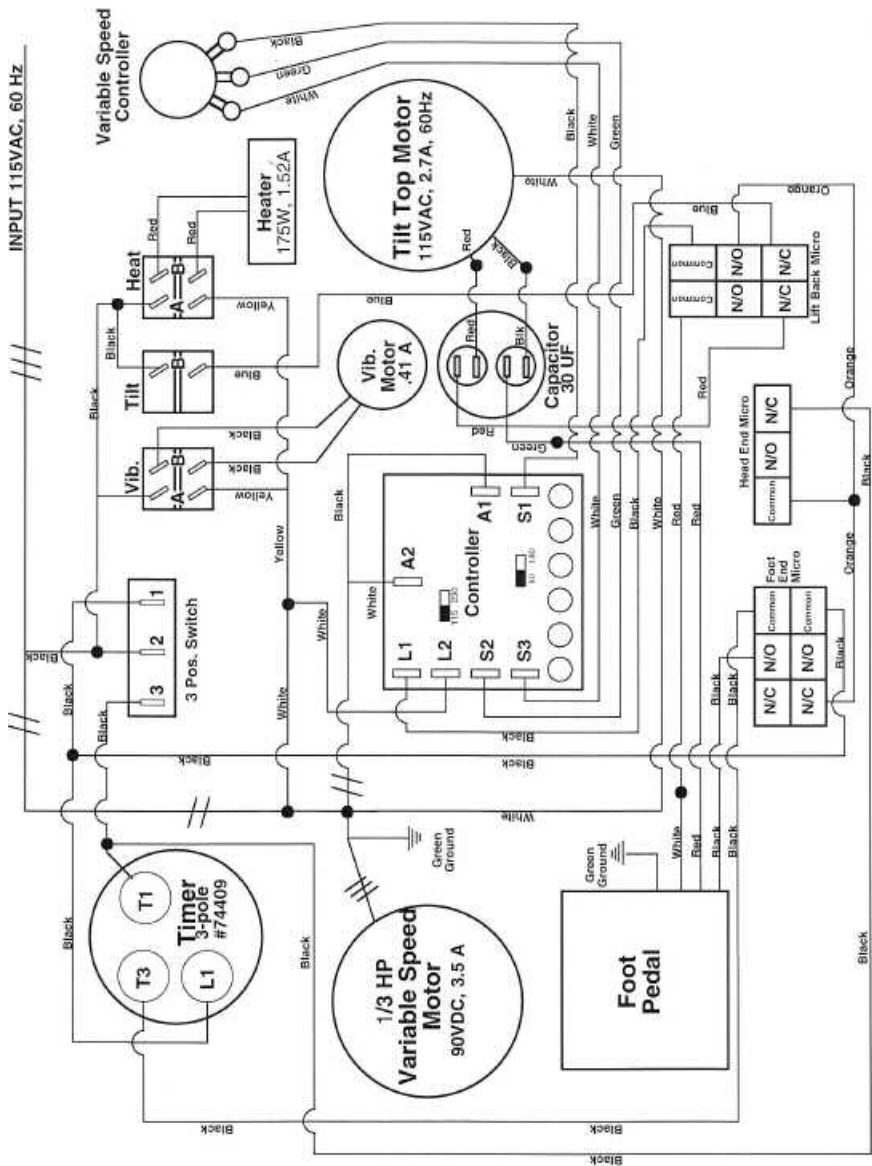 INPUT 115VAC, 60 Hz
Variable Speed
Controller
Black
Green
White
Heat
A
B
Red
Red
Yellow
Heater
175W, 1.52A
Tilt Top Motor
115VAC, 2.7A, 60Hz
White
Black
White
Green
Black
Tilt
B
Blue
Blue
Vib.
A
B
Black
Black
Yellow
Vib.
Motor
.41 A
Red
Black
Red
Blk
Capacitor
30 UF
Red
Green
Blue
Orange
Common
N/O
N/C
Common
N/O
N/C
Lift Back Micro
Red
Black
Yellow
Black
3 Pos. Switch
1
2
3
Black
Black
Black
White
White
White
Black
Controller
A1
A2
S1
L1
L2
S2
S3
115 230
White
Green
Black
White
Red
Red
Head End Micro
Common
N/O
N/C
Orange
Black
Orange
Foot
End
Micro
Common
N/O
N/C
Common
N/O
N/C
Black
Black
Black
Black
Black
White
Green
Ground
Timer
3-pole
#74409
T1
T3
L1
Black
Black
1/3 HP
Variable Speed
Motor
90VDC, 3.5 A
Foot
Pedal
Green
Ground
White
Red
Black
Black
Black
Black
Black